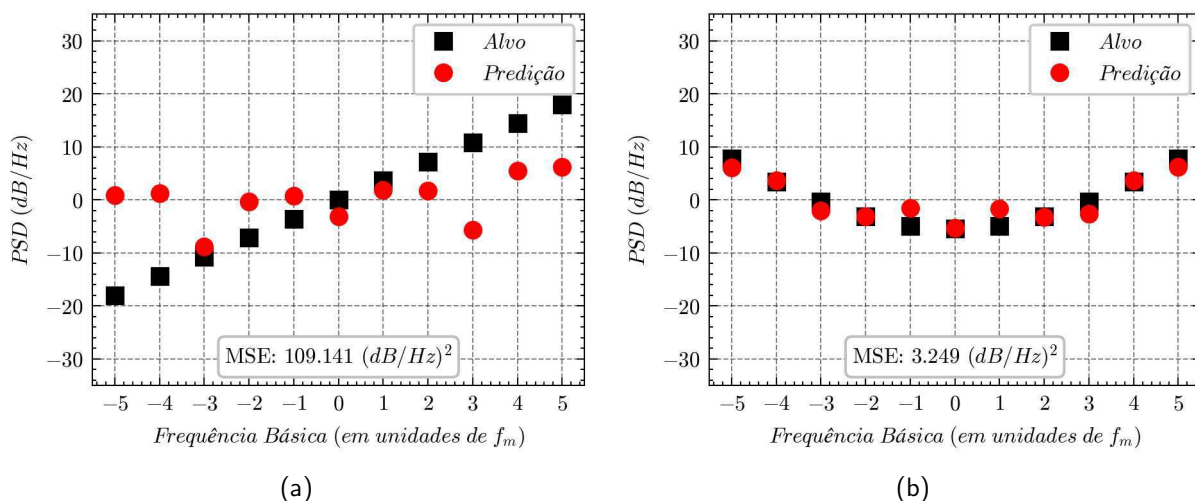 30
20
10
0
−10
−20
−30
PSD (dB/Hz)
Alvo
Predição
MSE: 109.141 (dB/Hz)²
−5 −4 −3 −2 −1 0 1 2 3 4 5
Frequência Básica (em unidades de fₘ)
(a)
30
20
10
0
−10
−20
−30
PSD (dB/Hz)
Alvo
Predição
MSE: 3.249 (dB/Hz)²
−5 −4 −3 −2 −1 0 1 2 3 4 5
Frequência Básica (em unidades de fₘ)
(b)